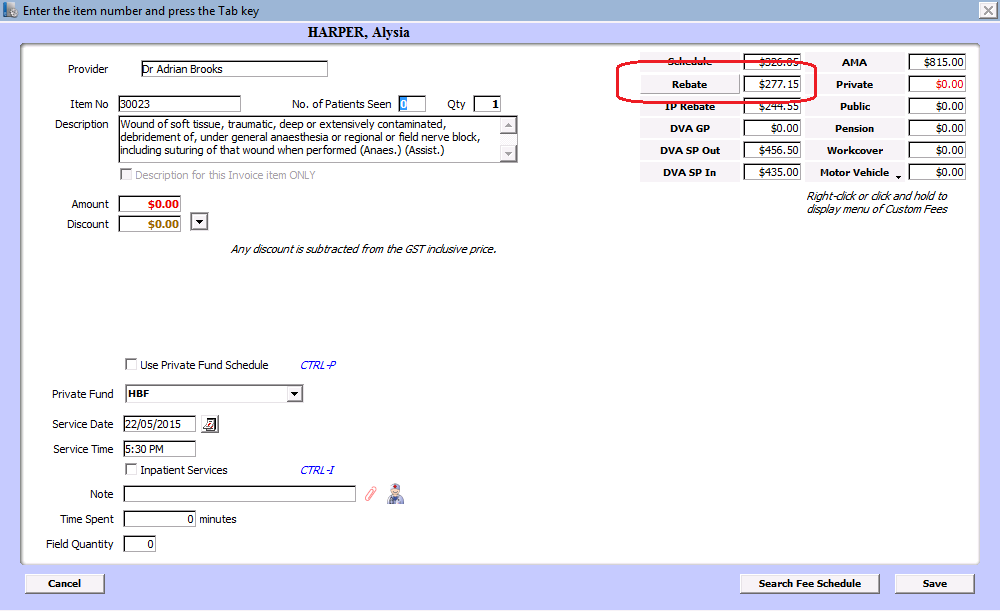 Enter the item number and press the Tab key
HARPER, Alysia
Provider Dr Adrian Brooks
Item No 30023 No. of Patients Seen 0 Qty 1
Description Wound of soft tissue, traumatic, deep or extensively contaminated,
debridement of, under general anaesthesia or regional or field nerve block,
including suturing of that wound when performed (Anaes.) (Assist.)
Description for this Invoice item ONLY
Amount $0.00
Discount $0.00
Any discount is subtracted from the GST inclusive price.
Schedule $326.05 AMA $815.00
Rebate $277.15 Private $0.00
IP Rebate $244.55 Public $0.00
DVA GP $0.00 Pension $0.00
DVA SP Out $456.50 Workcover $0.00
DVA SP In $435.00 Motor Vehicle $0.00
Right-click or click and hold to
display menu of Custom Fees
Use Private Fund Schedule CTRL-P
Private Fund HBF
Service Date 22/05/2015
Service Time 5:30 PM
Inpatient Services CTRL-I
Note
Time Spent 0 minutes
Field Quantity 0
Cancel Search Fee Schedule Save